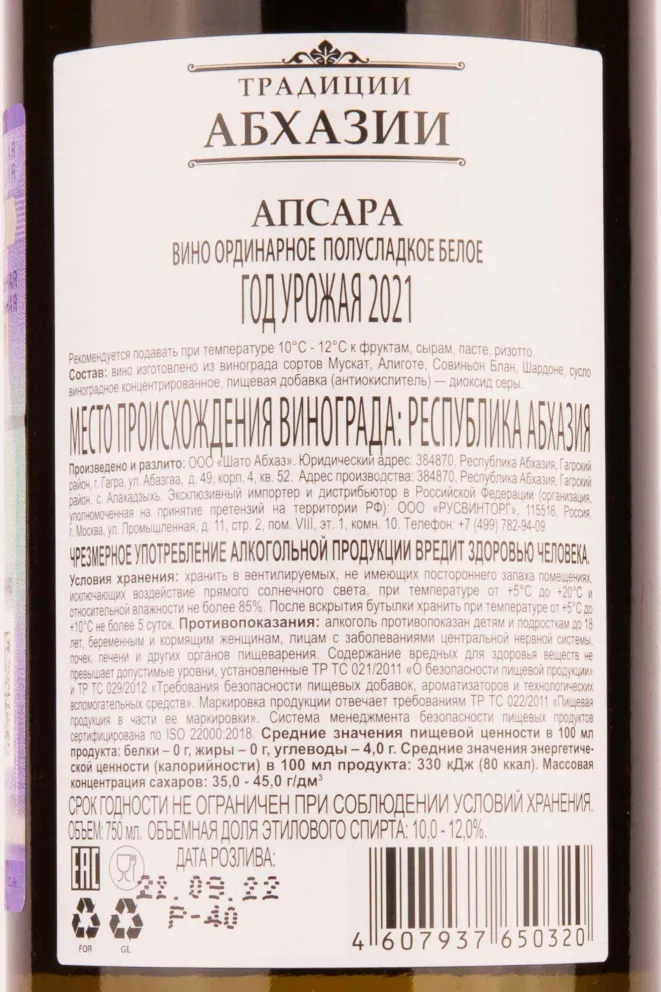 ТРАДИЦИИ
АБХАЗИИ
АПСАРА
ВИНО ОРДИНАРНОЕ ПОЛУСЛАДКОЕ БЕЛОЕ
ГОД УРОЖАЯ 2021
Рекомендуется подавать при температуре 10°С - 12°С к фруктам, сырам, пасте, ризотто.
Состав: вино изготовлено из винограда сортов Мускат, Алиготе, Совиньон Блан, Шардоне, сусло
виноградное концентрированное, пищевая добавка (антиокислитель) — диоксид серы.
МЕСТО ПРОИСХОЖДЕНИЯ ВИНОГРАДА: РЕСПУБЛИКА АБХАЗИЯ
Произведено и разлито: ООО «Шато Абхаз». Юридический адрес: 384870, Республика Абхазия, Гагрский
район, г. Гагра, ул. Абазгаа, д. 49, корп. 4, кв. 52. Адрес производства: 384870, Республика Абхазия, Гагрский
район, с. Алахадзыхь. Эксклюзивный импортер и дистрибьютор в Российской Федерации (организация,
уполномоченная на принятие претензий на территории РФ): ООО «РУСВИНТОРГ», 115516, Россия,
г. Москва, ул. Промышленная, д. 11, стр. 2, пом. VIII, эт. 1, комн. 10. Телефон: +7 (499) 782-94-09.
ЧРЕЗМЕРНОЕ УПОТРЕБЛЕНИЕ АЛКОГОЛЬНОЙ ПРОДУКЦИИ ВРЕДИТ ЗДОРОВЬЮ ЧЕЛОВЕКА.
Условия хранения: хранить в вентилируемых, не имеющих постороннего запаха помещениях,
исключающих воздействие прямого солнечного света, при температуре от +5°С до +20°С и
относительной влажности не более 85%. После вскрытия бутылки хранить при температуре от +5°С до
+10°С не более 5 суток. Противопоказания: алкоголь противопоказан детям и подросткам до 18
лет, беременным и кормящим женщинам, лицам с заболеваниями центральной нервной системы,
почек, печени и других органов пищеварения. Содержание вредных для здоровья веществ не
превышает допустимые уровни, установленные ТР ТС 021/2011 "О безопасности пищевой продукции"
и ТР ТС 029/2012 «Требования безопасности пищевых добавок, ароматизаторов и технологических
вспомогательных средств». Маркировка продукции отвечает требованиям ТР ТС 022/2011 «Пищевая
продукция в части ее маркировки». Система менеджмента безопасности пищевых продуктов
сертифицирована по ISO 22000:2018. Средние значения пищевой ценности в 100 мл
продукта: белки – 0 г, жиры – 0 г, углеводы – 4,0 г. Средние значения энергетиче-
ской ценности (калорийности) в 100 мл продукта: 330 кДж (80 ккал). Массовая
концентрация сахаров: 35,0 - 45,0 г/дм³
СРОК ГОДНОСТИ НЕ ОГРАНИЧЕН ПРИ СОБЛЮДЕНИИ УСЛОВИЙ ХРАНЕНИЯ.
ОБЪЕМ: 750 мл. ОБЪЕМНАЯ ДОЛЯ ЭТИЛОВОГО СПИРТА: 10,0 - 12,0%.
ДАТА РОЗЛИВА:
EAC
22.09.22
Р-40
FOR
GL
4 607937 650320